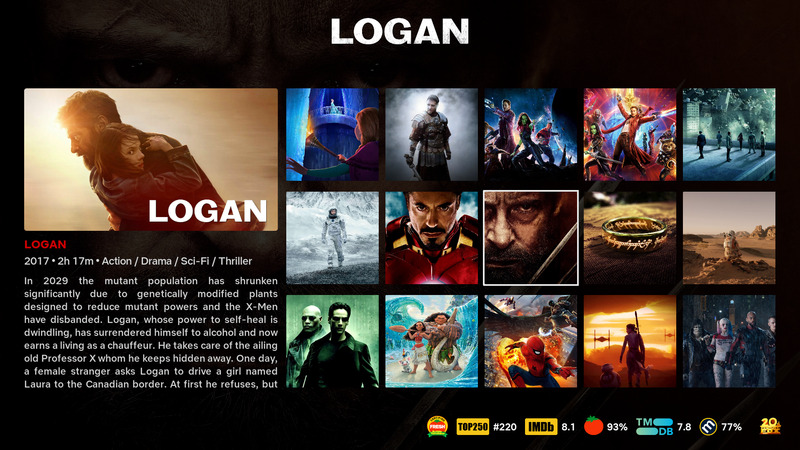 LOGAN
LOGAN
LOGAN
2017 • 2h 17m • Action / Drama / Sci-Fi / Thriller
In 2029 the mutant population has shrunken
significantly due to genetically modified plants
designed to reduce mutant powers and the X-Men
have disbanded. Logan, whose power to self-heal is
dwindling, has surrendered himself to alcohol and now
earns a living as a chauffeur. He takes care of the ailing
old Professor X whom he keeps hidden away. One day,
a female stranger asks Logan to drive a girl named
Laura to the Canadian border. At first he refuses, but
FRESH TOP250 #220 IMDb 8.1 93% TMDB 7.8 77% 20